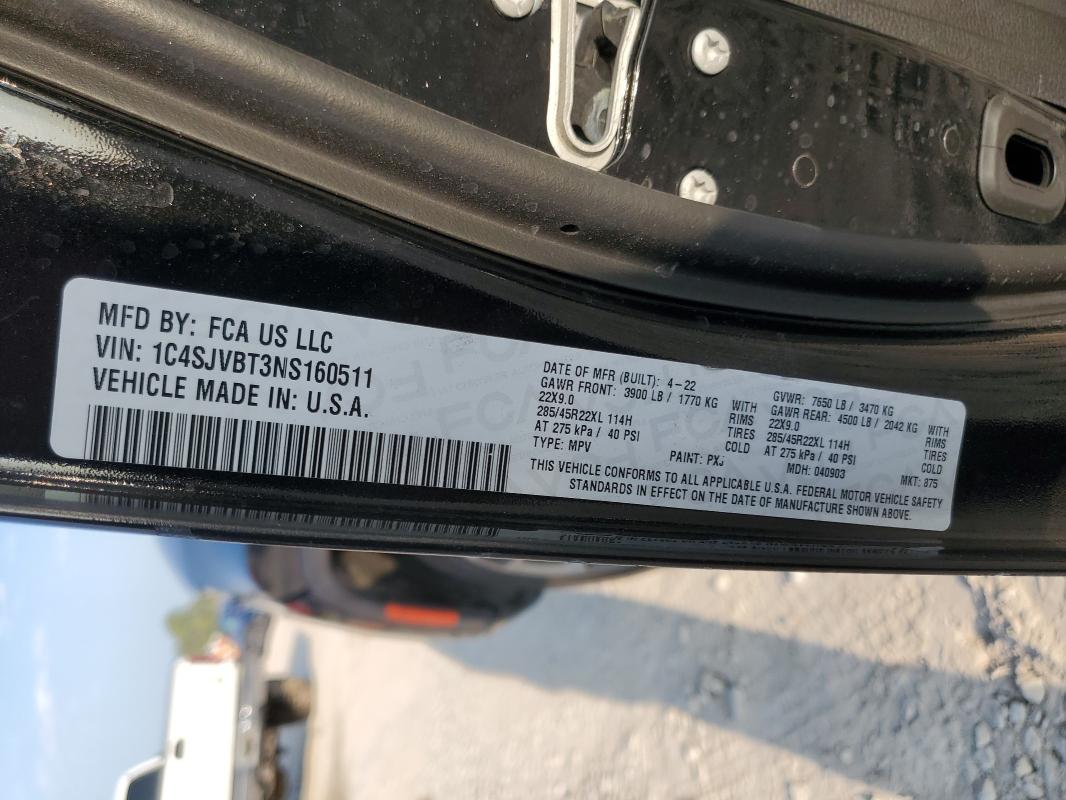 MFD BY: FCA US LLC
VIN: 1C4SJVBT3NS160511
VEHICLE MADE IN: U.S.A.
DATE OF MFR (BUILT): 4-22
GVWR: 7650 LB / 3470 KG
GAWR FRONT: 3900 LB / 1770 KG WITH
GAWR REAR: 4500 LB / 2042 KG WITH
22X9.0 RIMS
22X9.0 RIMS
285/45R22XL 114H TIRES
285/45R22XL 114H TIRES
AT 275 kPa / 40 PSI COLD
AT 275 kPa / 40 PSI COLD
TYPE: MPV PAINT: PXJ MDH: 040903 MKT: 875
THIS VEHICLE CONFORMS TO ALL APPLICABLE U.S.A. FEDERAL MOTOR VEHICLE SAFETY
STANDARDS IN EFFECT ON THE DATE OF MANUFACTURE SHOWN ABOVE.